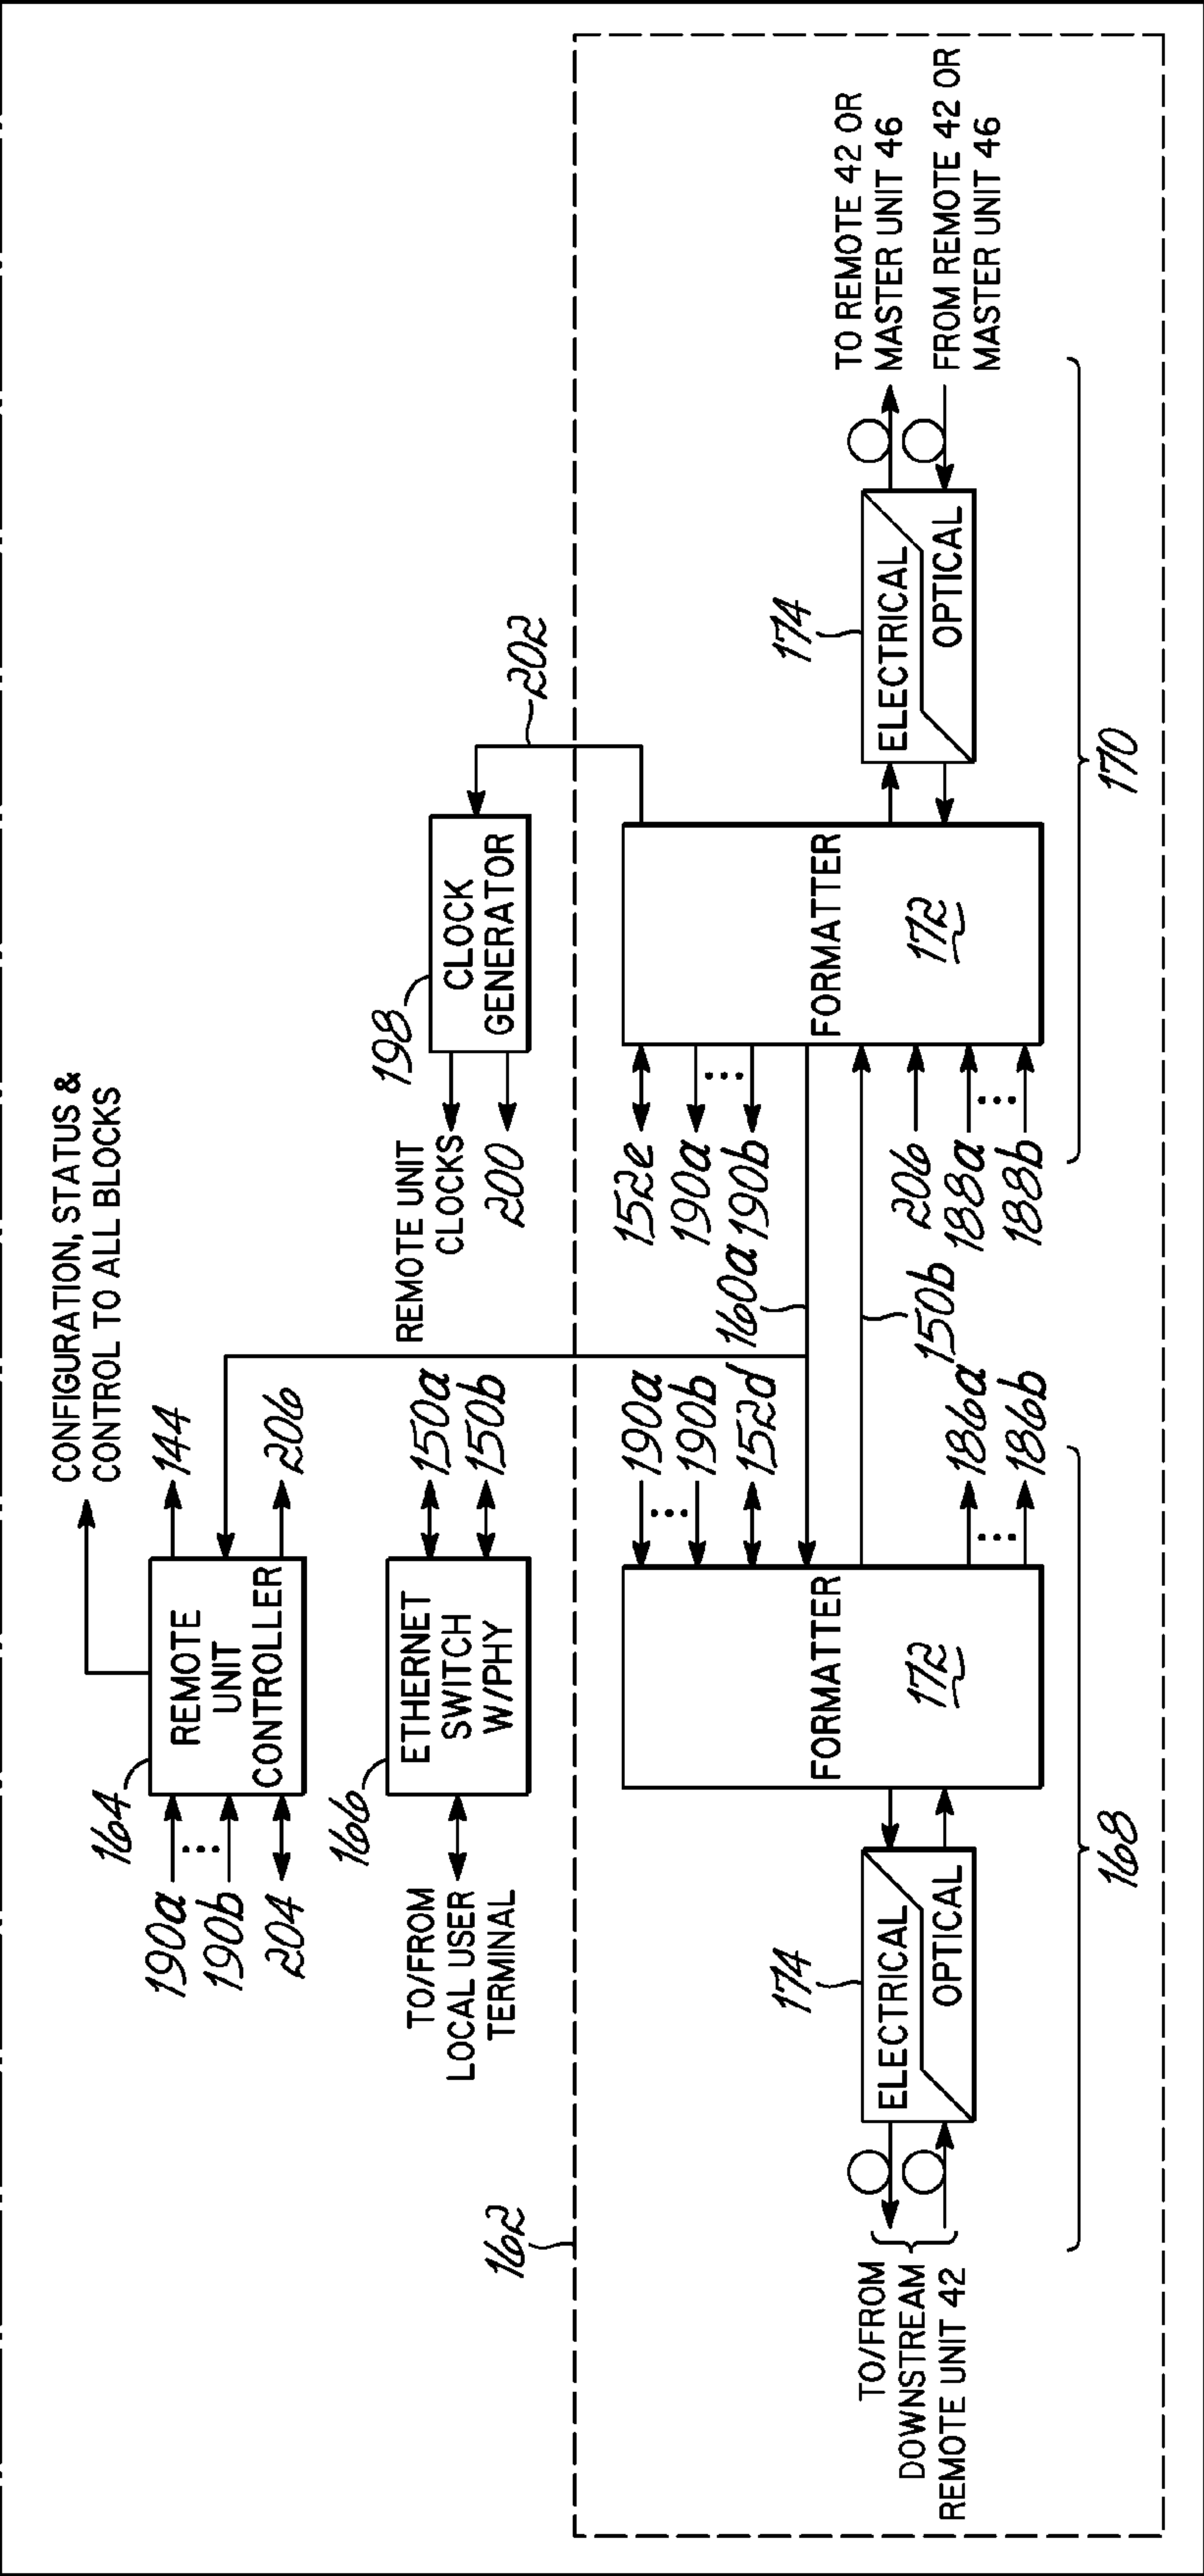 CONFIGURATION, STATUS &
CONTROL TO ALL BLOCKS
164
190a
190b
204
REMOTE
UNIT
CONTROLLER
144
206
166
TO/FROM
LOCAL USER
TERMINAL
ETHERNET
SWITCH
W/PHY
150a
150b
REMOTE UNIT
CLOCKS
200
198
CLOCK
GENERATOR
202
162
TO/FROM
DOWNSTREAM
REMOTE UNIT 42
174
ELECTRICAL
OPTICAL
FORMATTER
172
190a
190b
152d
186a
186b
160a
150b
152e
190a
190b
206
188a
188b
FORMATTER
172
174
ELECTRICAL
OPTICAL
TO REMOTE 42 OR
MASTER UNIT 46
FROM REMOTE 42 OR
MASTER UNIT 46
168
170